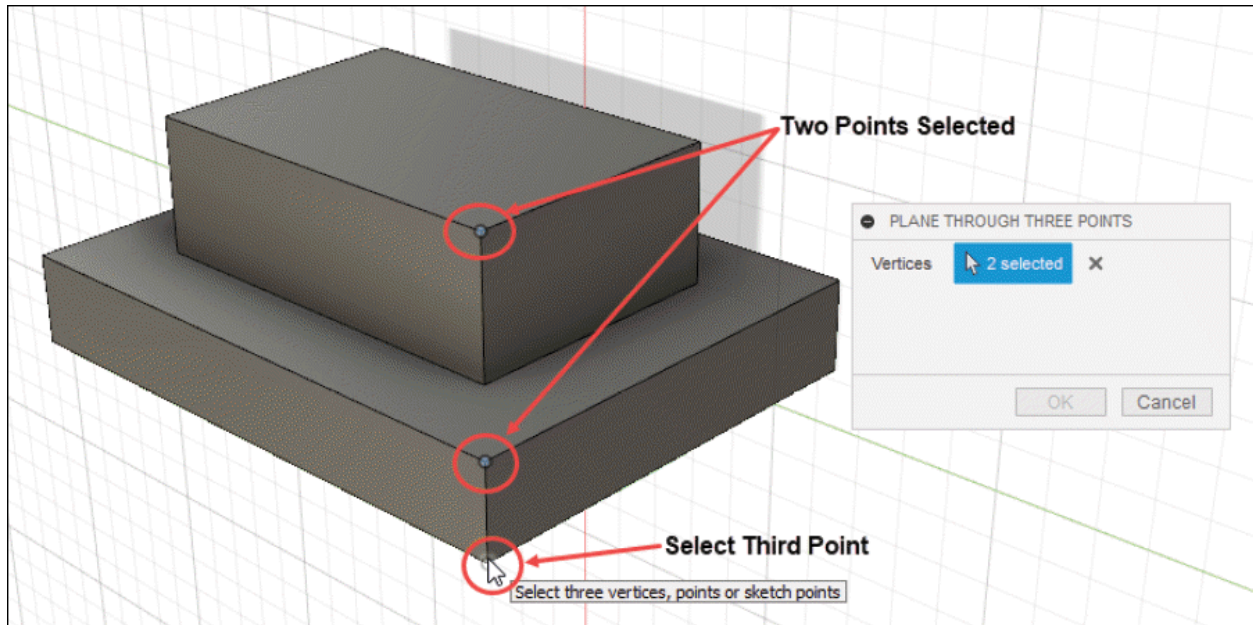 Two Points Selected
PLANE THROUGH THREE POINTS
Vertices
2 selected
OK
Cancel
Select Third Point
Select three vertices, points or sketch points